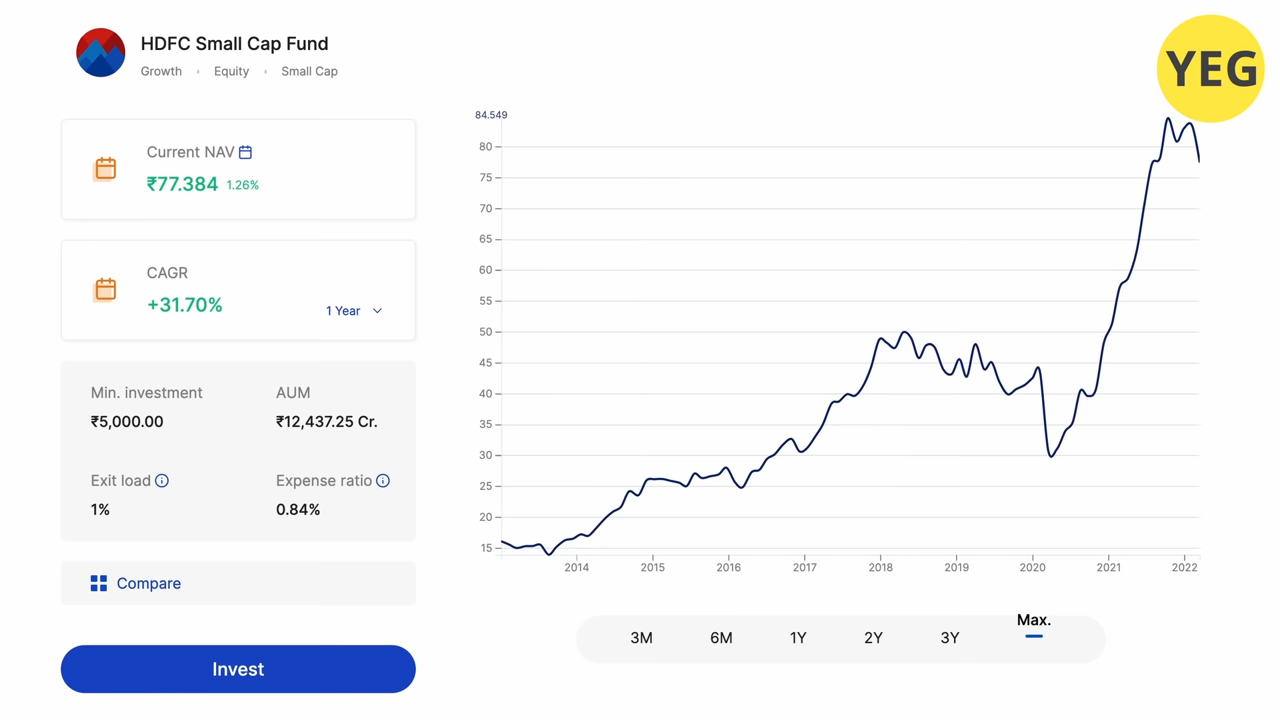 HDFC Small Cap Fund
Growth • Equity • Small Cap
YEG
Current NAV
₹77.384 1.26%
CAGR
+31.70%
1 Year
Min. investment
AUM
₹5,000.00
₹12,437.25 Cr.
Exit load
Expense ratio
1%
0.84%
Compare
Invest
84.549
80
75
70
65
60
55
50
45
40
35
30
25
20
15
2014 2015 2016 2017 2018 2019 2020 2021 2022
3M 6M 1Y 2Y 3Y Max.